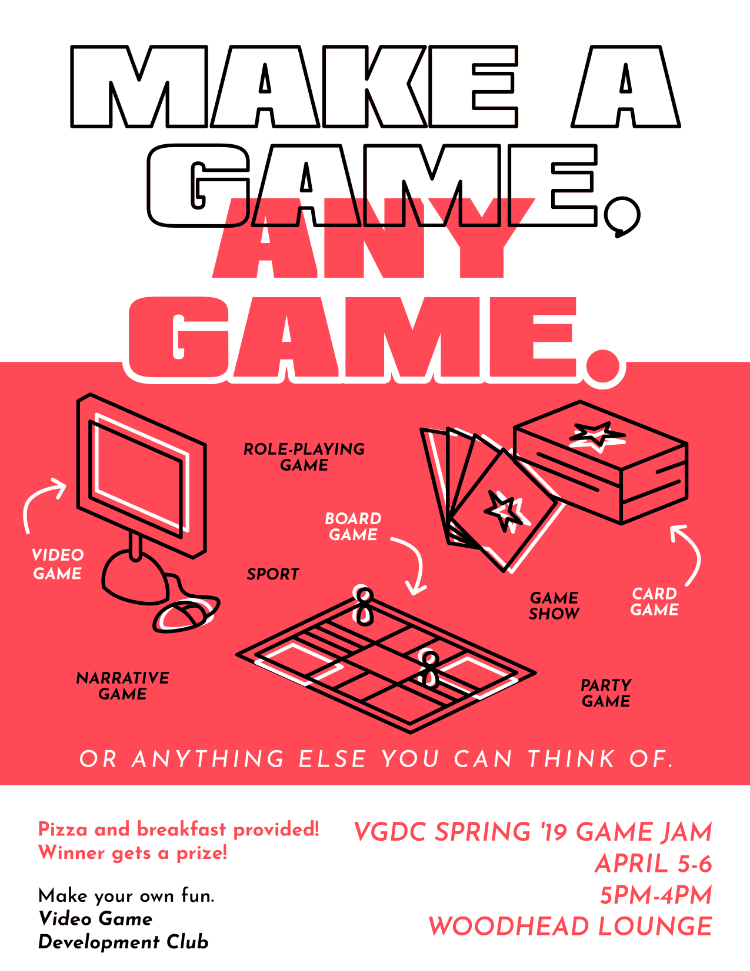 MAKE A
GAME,
ANY
GAME.
ROLE-PLAYING
GAME
BOARD
GAME
VIDEO
GAME
SPORT
GAME
SHOW
CARD
GAME
NARRATIVE
GAME
PARTY
GAME
OR ANYTHING ELSE YOU CAN THINK OF.
Pizza and breakfast provided!
Winner gets a prize!
Make your own fun.
Video Game
Development Club
VGDC SPRING '19 GAME JAM
APRIL 5-6
5PM-4PM
WOODHEAD LOUNGE